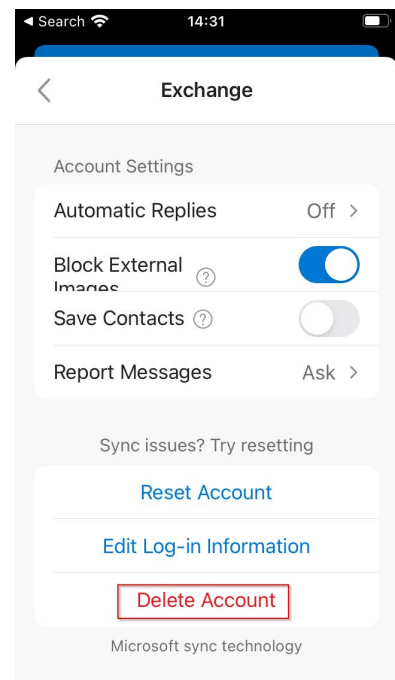 Search 14:31
Exchange
Account Settings
Automatic Replies Off
Block External
Images
Save Contacts
Report Messages Ask
Sync issues? Try resetting
Reset Account
Edit Log-in Information
Delete Account
Microsoft sync technology